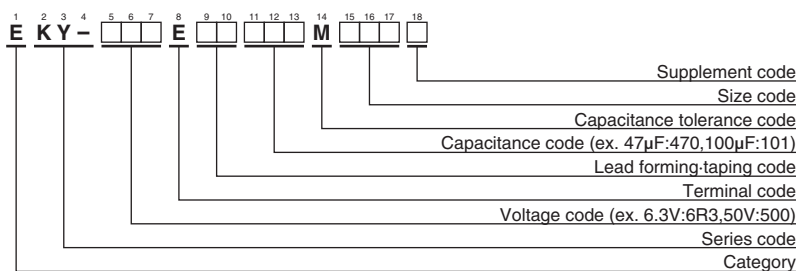 1 2 3 4 5 6 7 8 9 10 11 12 13 14 15 16 17 18
E KY– □□□ E □□ □□□ M □□□ □
Supplement code
Size code
Capacitance tolerance code
Capacitance code (ex. 47µF:470,100µF:101)
Lead forming·taping code
Terminal code
Voltage code (ex. 6.3V:6R3,50V:500)
Series code
Category